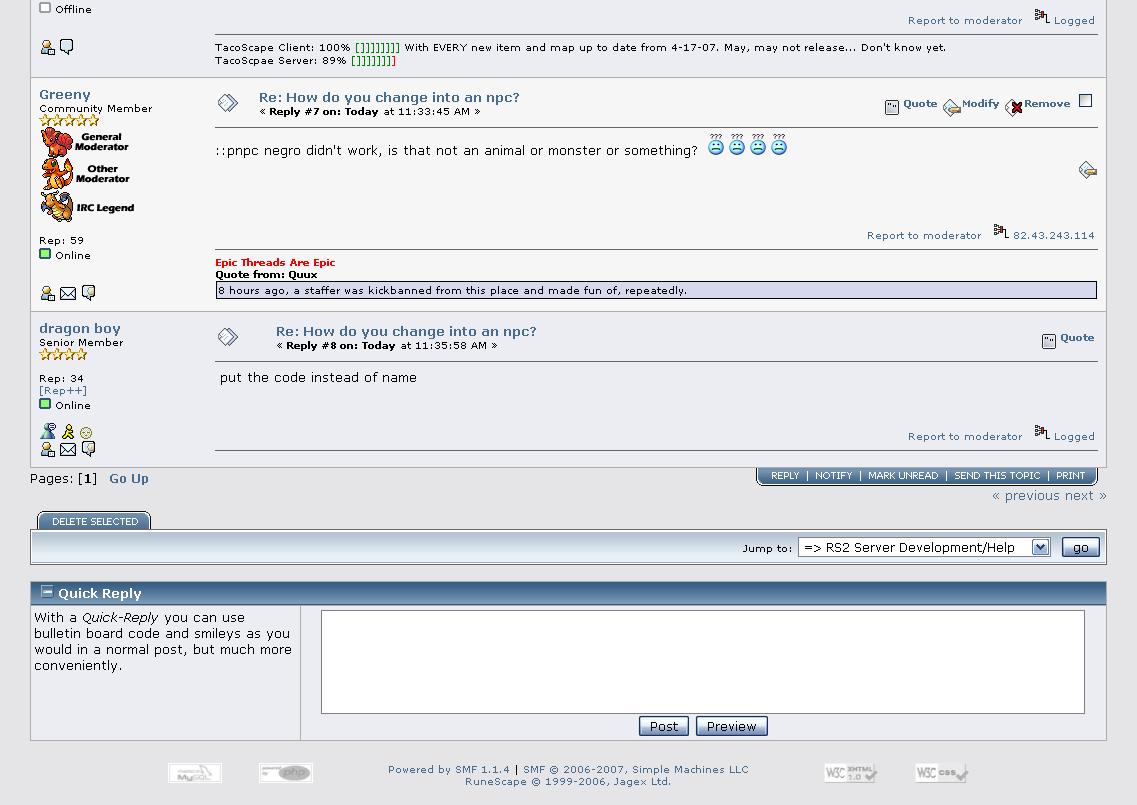 Offline
Report to moderator Logged
TacoScape Client: 100% []]]]]]]] With EVERY new item and map up to date from 4-17-07. May, may not release... Don't know yet.
TacoScpae Server: 89% []]]]]]]]]
Greeny
Community Member
General Moderator
Other Moderator
IRC Legend
Rep: 59
Online
Re: How do you change into an npc?
« Reply #7 on: Today at 11:33:45 AM »
Quote Modify Remove
::pnpc negro didn't work, is that not an animal or monster or something? ??? ??? ??? ???
Report to moderator 82.43.243.114
Epic Threads Are Epic
Quote from: Quux
8 hours ago, a staffer was kickbanned from this place and made fun of, repeatedly.
dragon boy
Senior Member
Rep: 34
[Rep++]
Online
Re: How do you change into an npc?
« Reply #8 on: Today at 11:35:58 AM »
Quote
put the code instead of name
Report to moderator Logged
Pages: [1] Go Up
REPLY | NOTIFY | MARK UNREAD | SEND THIS TOPIC | PRINT
« previous next »
DELETE SELECTED
Jump to: => RS2 Server Development/Help go
Quick Reply
With a Quick-Reply you can use
bulletin board code and smileys as you
would in a normal post, but much more
conveniently.
Post Preview
MySQL
powered by php
Powered by SMF 1.1.4 | SMF © 2006-2007, Simple Machines LLC
RuneScape © 1999-2006, Jagex Ltd.
W3C XHTML 1.0
W3C css